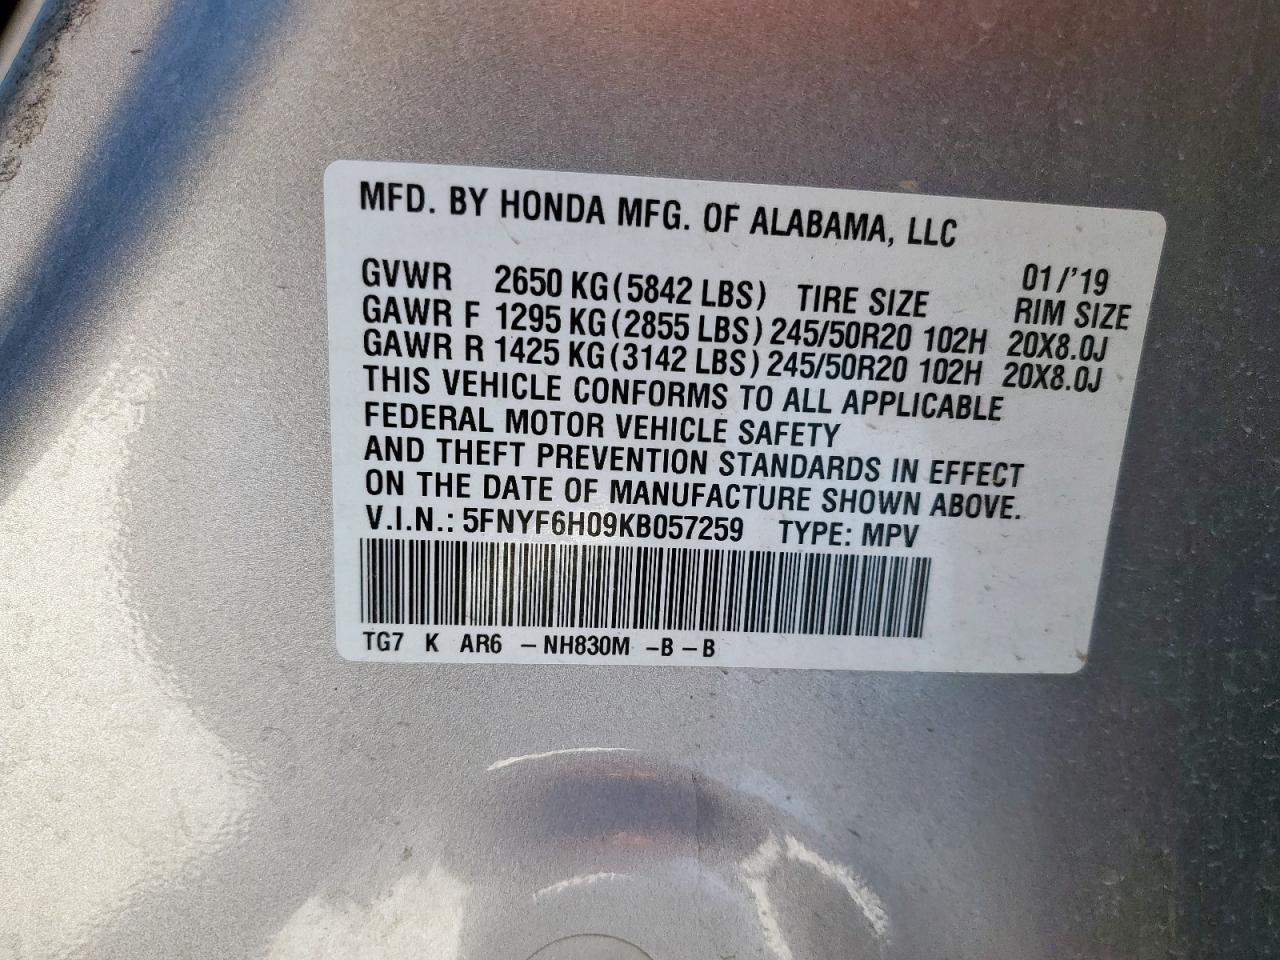 MFD. BY HONDA MFG. OF ALABAMA, LLC
01/'19
GVWR 2650 KG(5842 LBS) TIRE SIZE RIM SIZE
GAWR F 1295 KG(2855 LBS) 245/50R20 102H 20X8.0J
GAWR R 1425 KG(3142 LBS) 245/50R20 102H 20X8.0J
THIS VEHICLE CONFORMS TO ALL APPLICABLE
FEDERAL MOTOR VEHICLE SAFETY
AND THEFT PREVENTION STANDARDS IN EFFECT
ON THE DATE OF MANUFACTURE SHOWN ABOVE.
V.I.N.: 5FNYF6H09KB057259 TYPE: MPV
TG7 K AR6 -NH830M -B-B